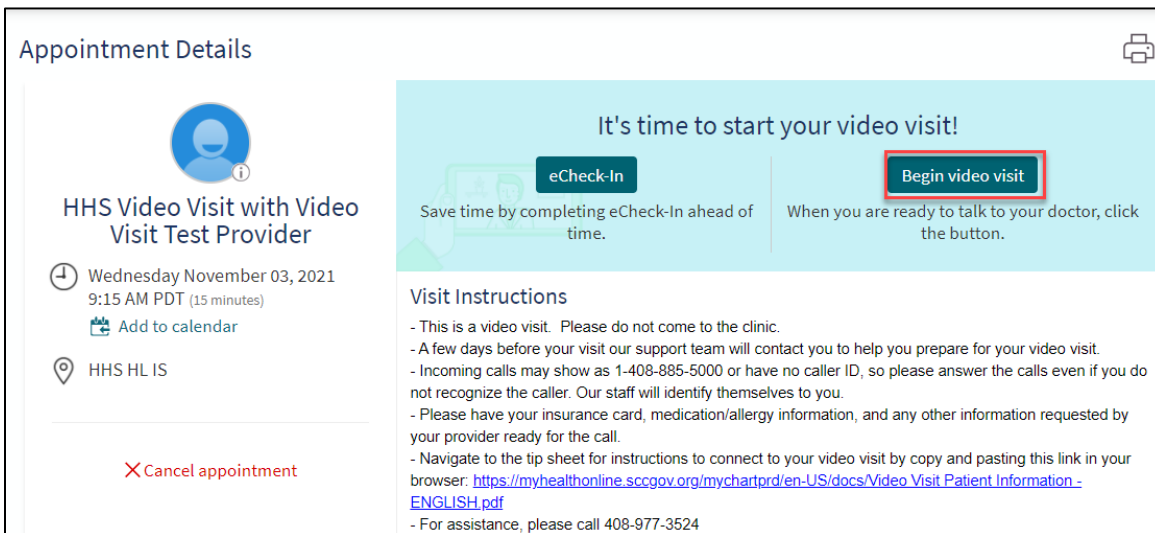 Appointment Details
HHS Video Visit with Video
Visit Test Provider
Wednesday November 03, 2021
9:15 AM PDT (15 minutes)
Add to calendar
HHS HL IS
Cancel appointment
It's time to start your video visit!
eCheck-In
Save time by completing eCheck-In ahead of
time.
Begin video visit
When you are ready to talk to your doctor, click
the button.
Visit Instructions
- This is a video visit.  Please do not come to the clinic.
- A few days before your visit our support team will contact you to help you prepare for your video visit.
- Incoming calls may show as 1-408-885-5000 or have no caller ID, so please answer the calls even if you do
not recognize the caller. Our staff will identify themselves to you.
- Please have your insurance card, medication/allergy information, and any other information requested by
your provider ready for the call.
- Navigate to the tip sheet for instructions to connect to your video visit by copy and pasting this link in your
browser: https://myhealthonline.sccgov.org/mychartprd/en-US/docs/Video Visit Patient Information -
ENGLISH.pdf
- For assistance, please call 408-977-3524